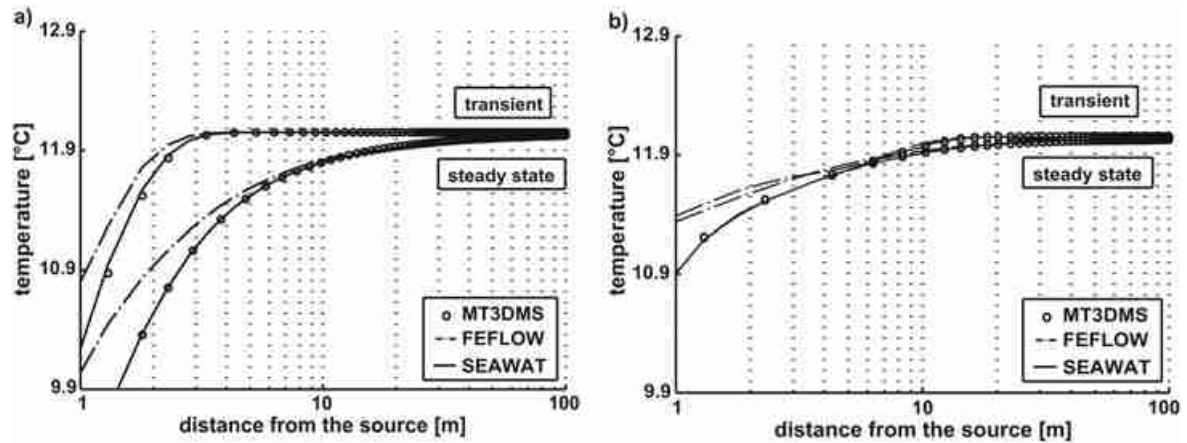 a)
12.9
11.9
10.9
9.9
temperature [°C]
transient
steady state
MT3DMS
FEFLOW
SEAWAT
1
10
100
distance from the source [m]
b)
12.9
11.9
10.9
9.9
temperature [°C]
transient
steady state
MT3DMS
FEFLOW
SEAWAT
1
10
100
distance from the source [m]